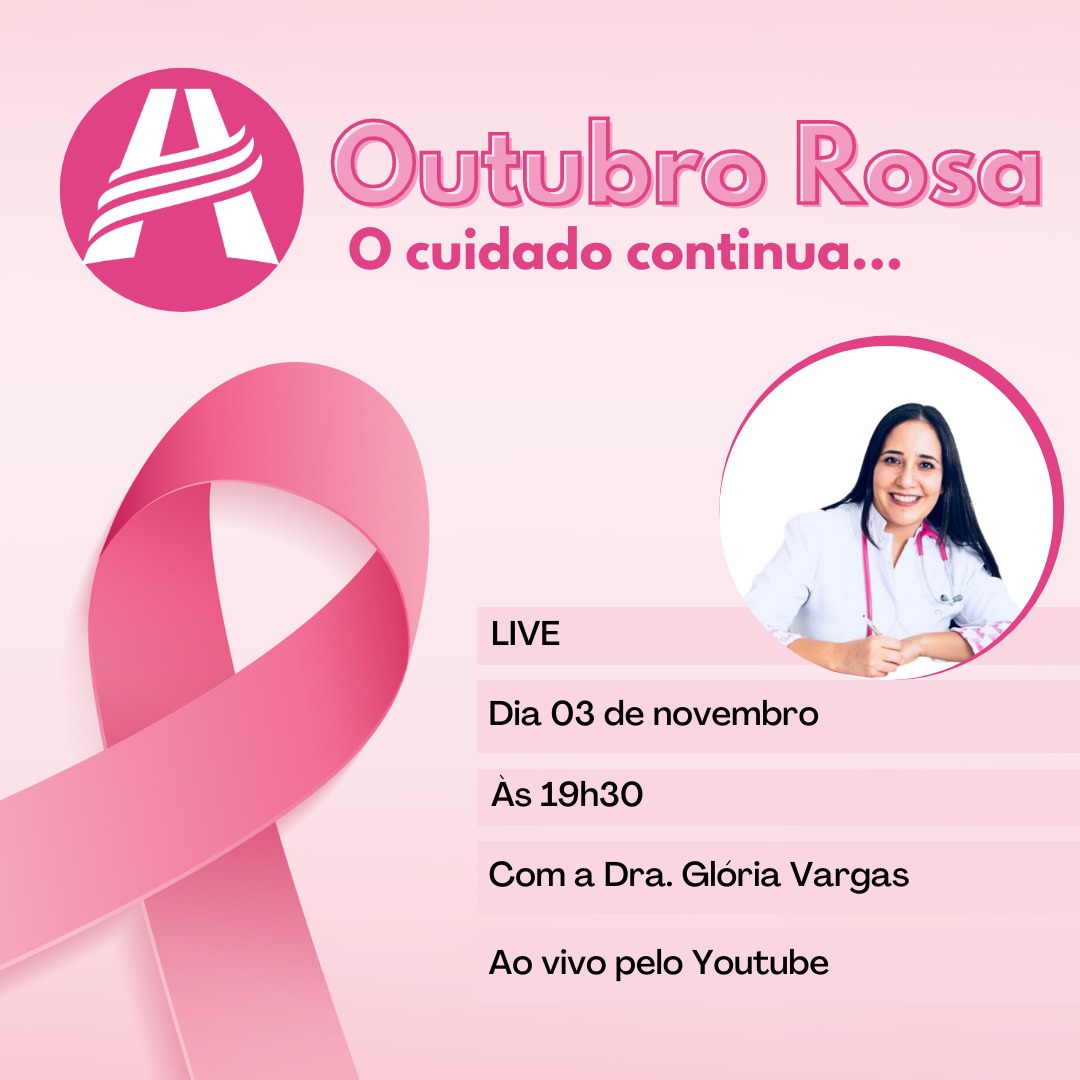 Outubro Rosa
O cuidado continua...
LIVE
Dia 03 de novembro
Às 19h30
Com a Dra. Glória Vargas
Ao vivo pelo Youtube